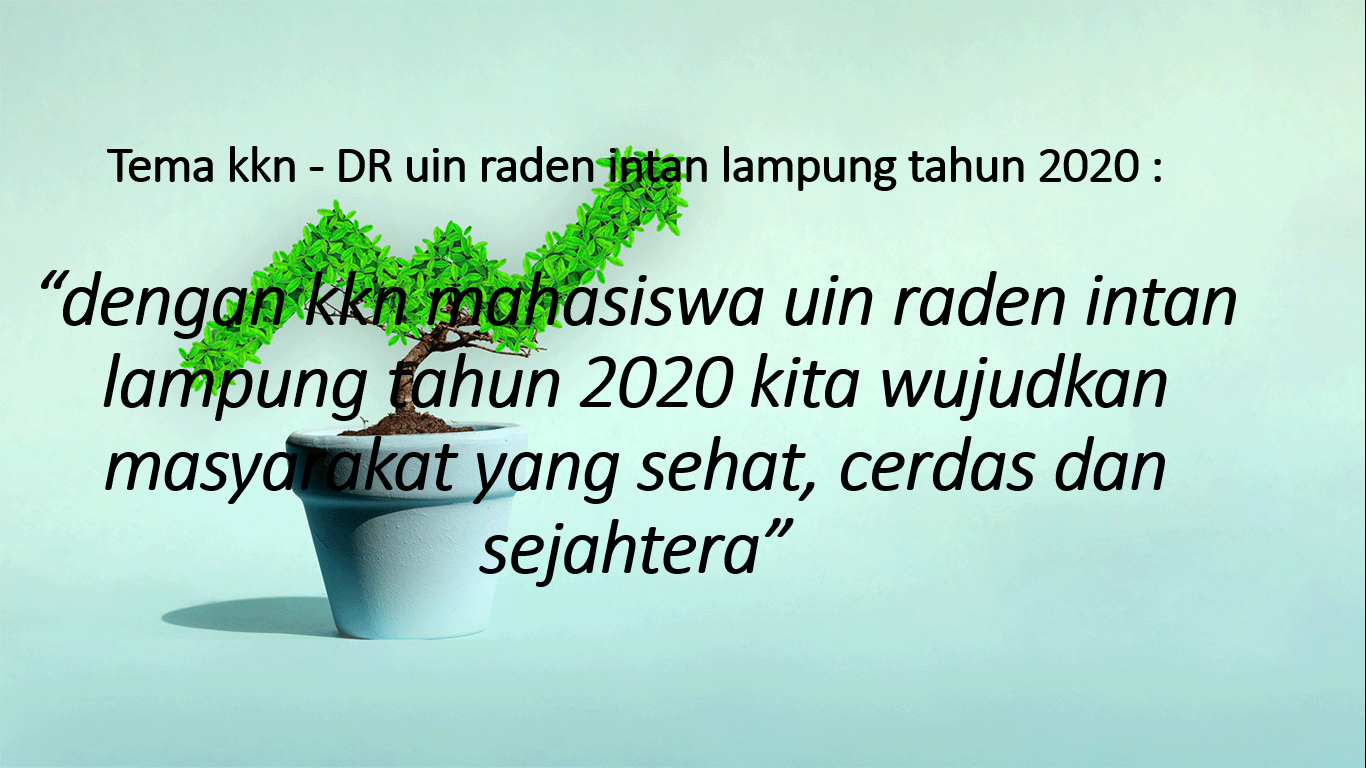 Tema kkn - DR uin raden intan lampung tahun 2020 :
“dengan kkn mahasiswa uin raden intan
lampung tahun 2020 kita wujudkan
masyarakat yang sehat, cerdas dan
sejahtera”